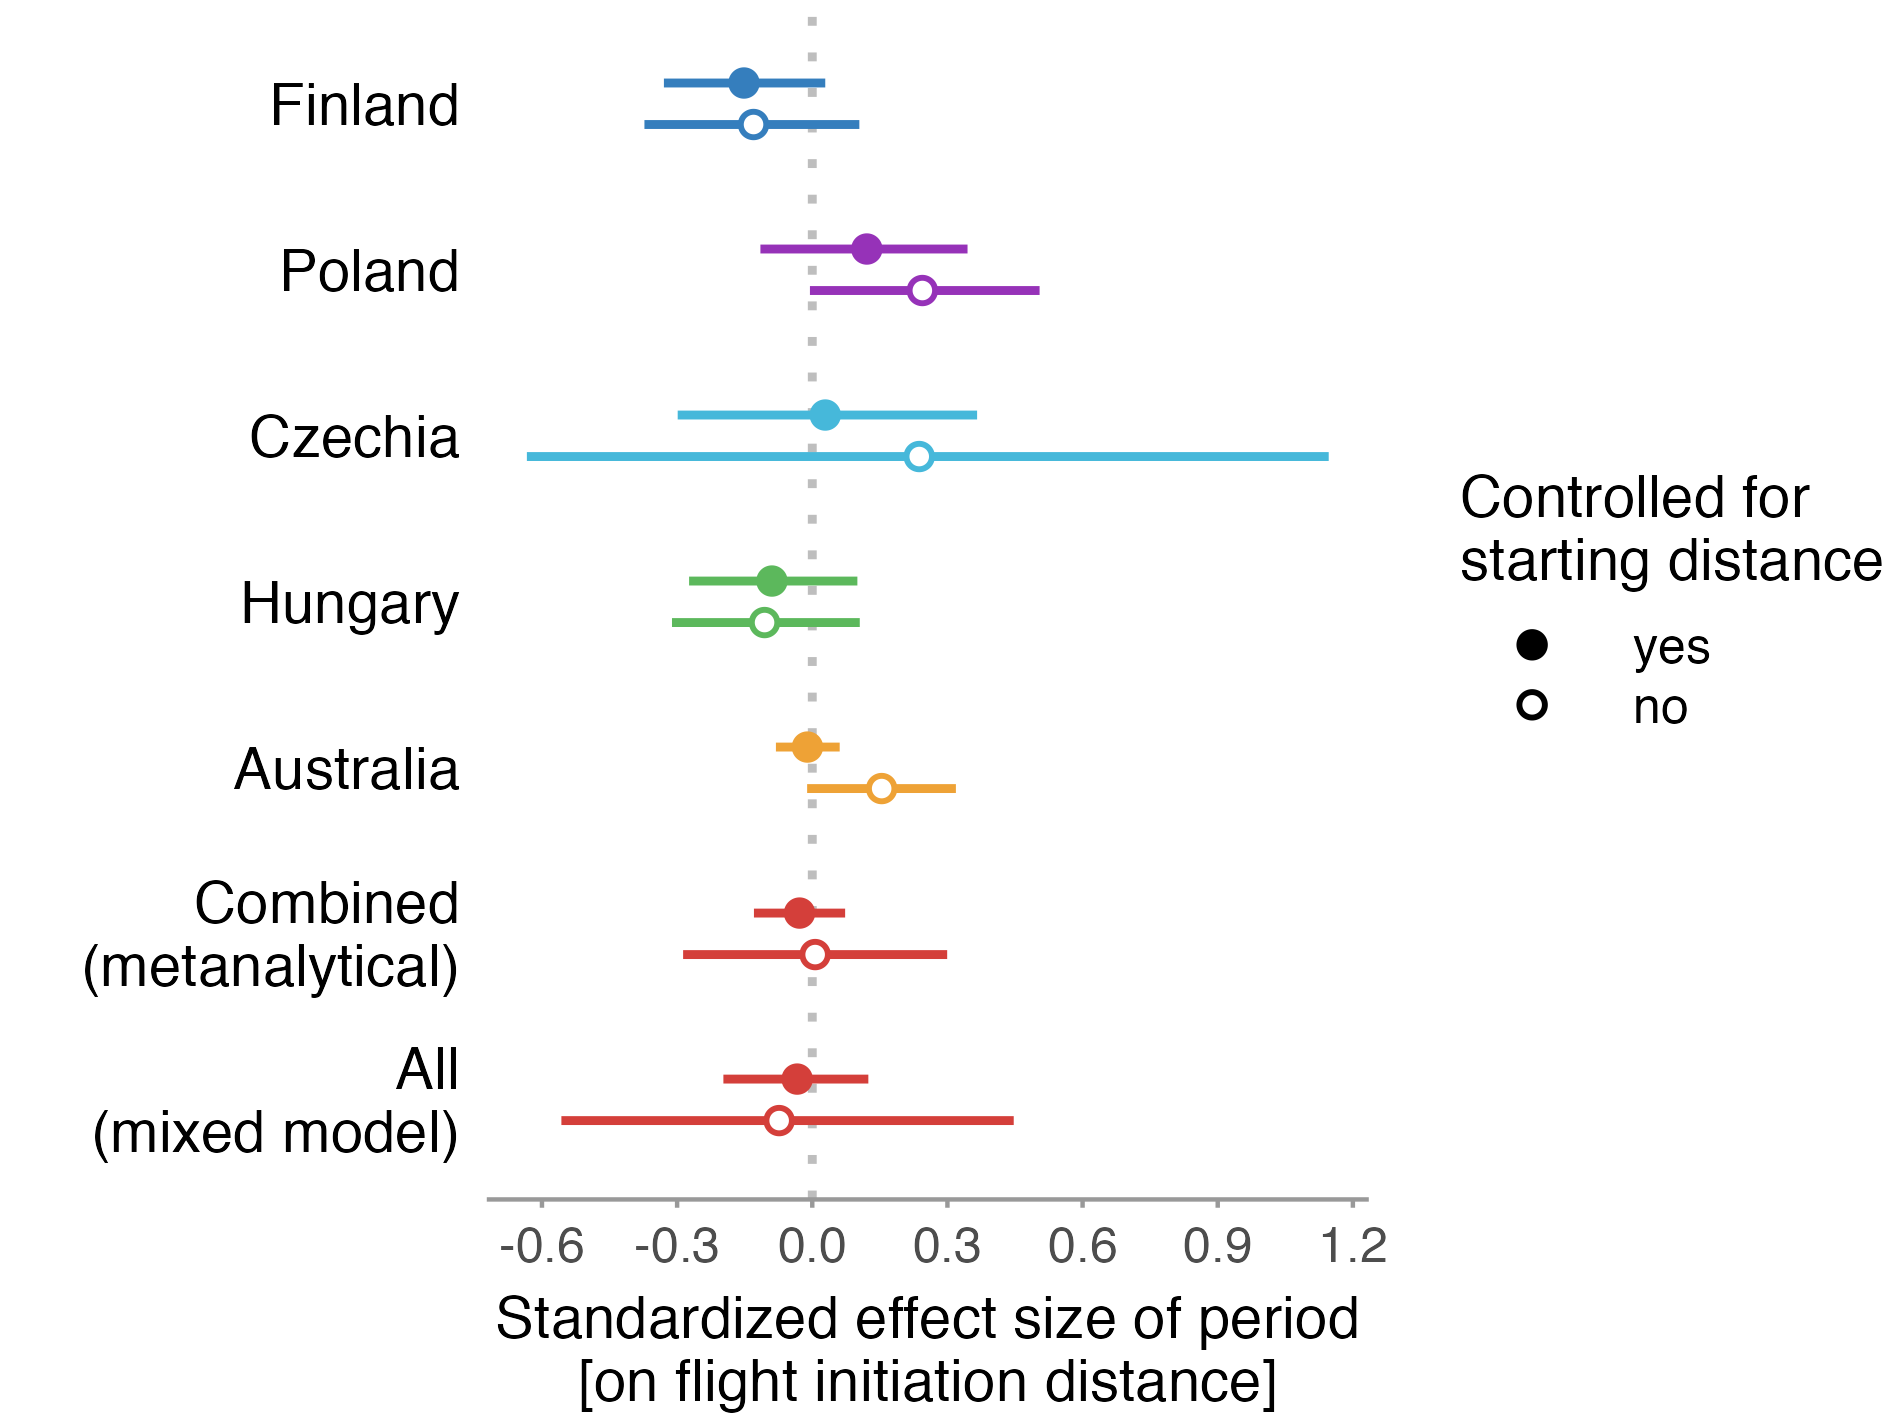 Finland
Poland
Czechia
Hungary
Australia
Combined
(metanalytical)
All
(mixed model)
Controlled for
starting distance
yes
no
-0.6 -0.3 0.0 0.3 0.6 0.9 1.2
Standardized effect size of period
[on flight initiation distance]